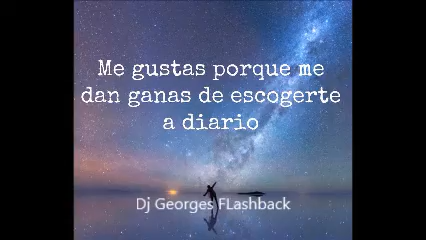 Me gustas porque me
dan ganas de escogerte
a diario
Dj Georges FLashback